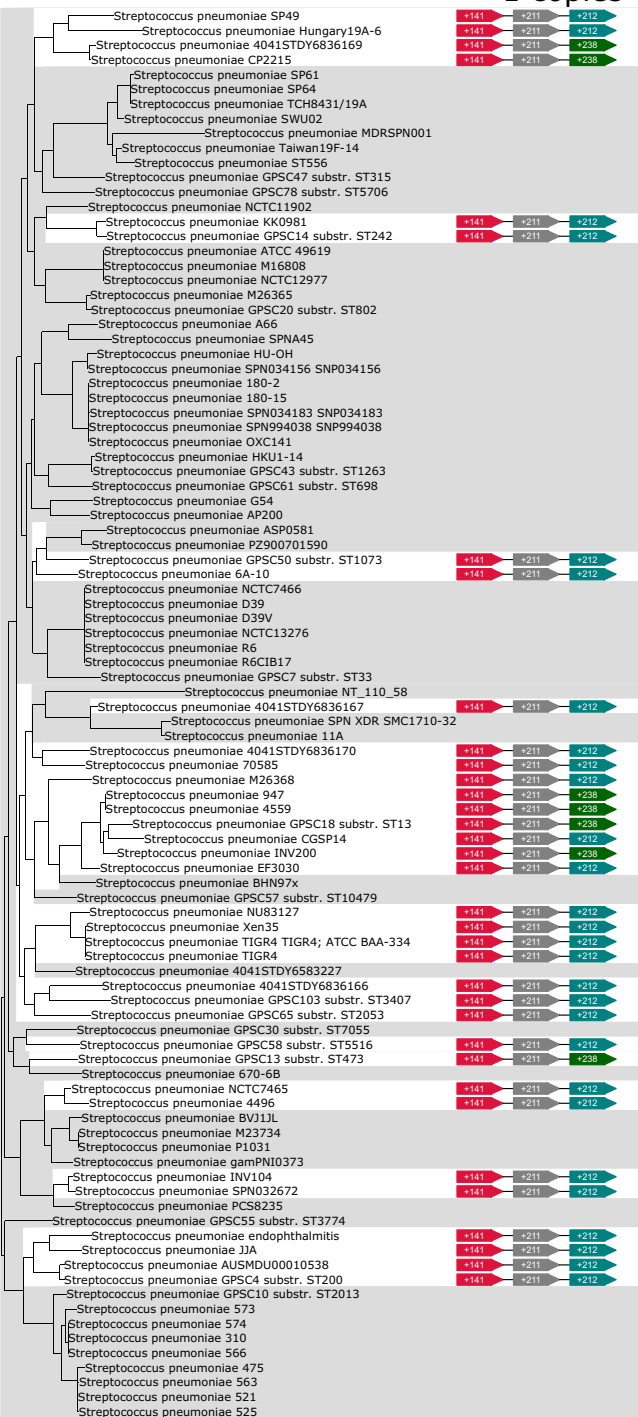 Streptococcus pneumoniae SP49 +141 +211 +212
Streptococcus pneumoniae Hungary19A-6 +141 +211 +212
Streptococcus pneumoniae 4041STDY6836169 +141 +211 +238
Streptococcus pneumoniae CP2215 +141 +211 +238
Streptococcus pneumoniae SP61
Streptococcus pneumoniae SP64
Streptococcus pneumoniae TCH8431/19A
Streptococcus pneumoniae SWU02
Streptococcus pneumoniae MDRSPN001
Streptococcus pneumoniae Taiwan19F-14
Streptococcus pneumoniae ST556
Streptococcus pneumoniae GPSC47 substr. ST315
Streptococcus pneumoniae GPSC78 substr. ST5706
Streptococcus pneumoniae NCTC11902
Streptococcus pneumoniae KK0981 +141 +211 +212
Streptococcus pneumoniae GPSC14 substr. ST242 +141 +211 +212
Streptococcus pneumoniae ATCC 49619
Streptococcus pneumoniae M16808
Streptococcus pneumoniae NCTC12977
Streptococcus pneumoniae M26365
Streptococcus pneumoniae GPSC20 substr. ST802
Streptococcus pneumoniae A66
Streptococcus pneumoniae SPNA45
Streptococcus pneumoniae HU-OH
Streptococcus pneumoniae SPN034156 SNP034156
Streptococcus pneumoniae 180-2
Streptococcus pneumoniae 180-15
Streptococcus pneumoniae SPN034183 SNP034183
Streptococcus pneumoniae SPN994038 SNP994038
Streptococcus pneumoniae OXC141
Streptococcus pneumoniae HKU1-14
Streptococcus pneumoniae GPSC43 substr. ST1263
Streptococcus pneumoniae GPSC61 substr. ST698
Streptococcus pneumoniae G54
Streptococcus pneumoniae AP200
Streptococcus pneumoniae ASP0581
Streptococcus pneumoniae PZ900701590
Streptococcus pneumoniae GPSC50 substr. ST1073 +141 +211 +212
Streptococcus pneumoniae 6A-10 +141 +211 +212
Streptococcus pneumoniae NCTC7466
Streptococcus pneumoniae D39
Streptococcus pneumoniae D39V
Streptococcus pneumoniae NCTC13276
Streptococcus pneumoniae R6
Streptococcus pneumoniae R6CIB17
Streptococcus pneumoniae GPSC7 substr. ST33
Streptococcus pneumoniae NT_110_58
Streptococcus pneumoniae 4041STDY6836167 +141 +211 +212
Streptococcus pneumoniae SPN XDR SMC1710-32
Streptococcus pneumoniae 11A
Streptococcus pneumoniae 4041STDY6836170 +141 +211 +212
Streptococcus pneumoniae 70585 +141 +211 +212
Streptococcus pneumoniae M26368 +141 +211 +212
Streptococcus pneumoniae 947 +141 +211 +238
Streptococcus pneumoniae 4559 +141 +211 +238
Streptococcus pneumoniae GPSC18 substr. ST13 +141 +211 +238
Streptococcus pneumoniae CGSP14 +141 +211 +212
Streptococcus pneumoniae INV200 +141 +211 +238
Streptococcus pneumoniae EF3030 +141 +211 +212
Streptococcus pneumoniae BHN97x
Streptococcus pneumoniae GPSC57 substr. ST10479
Streptococcus pneumoniae NU83127 +141 +211 +212
Streptococcus pneumoniae Xen35 +141 +211 +212
Streptococcus pneumoniae TIGR4 TIGR4; ATCC BAA-334 +141 +211 +212
Streptococcus pneumoniae TIGR4 +141 +211 +212
Streptococcus pneumoniae 4041STDY6583227
Streptococcus pneumoniae 4041STDY6836166 +141 +211 +212
Streptococcus pneumoniae GPSC103 substr. ST3407 +141 +211 +212
Streptococcus pneumoniae GPSC65 substr. ST2053 +141 +211 +212
Streptococcus pneumoniae GPSC30 substr. ST7055
Streptococcus pneumoniae GPSC58 substr. ST5516 +141 +211 +212
Streptococcus pneumoniae GPSC13 substr. ST473 +141 +211 +238
Streptococcus pneumoniae 670-6B
Streptococcus pneumoniae NCTC7465 +141 +211 +212
Streptococcus pneumoniae 4496 +141 +211 +212
Streptococcus pneumoniae BVJ1JL
Streptococcus pneumoniae M23734
Streptococcus pneumoniae P1031
Streptococcus pneumoniae gamPNI0373
Streptococcus pneumoniae INV104 +141 +211 +212
Streptococcus pneumoniae SPN032672 +141 +211 +212
Streptococcus pneumoniae PCS8235
Streptococcus pneumoniae GPSC55 substr. ST3774
Streptococcus pneumoniae endophthalmitis +141 +211 +212
Streptococcus pneumoniae JJA +141 +211 +212
Streptococcus pneumoniae AUSMDU00010538 +141 +211 +212
Streptococcus pneumoniae GPSC4 substr. ST200 +141 +211 +212
Streptococcus pneumoniae GPSC10 substr. ST2013
Streptococcus pneumoniae 573
Streptococcus pneumoniae 574
Streptococcus pneumoniae 310
Streptococcus pneumoniae 566
Streptococcus pneumoniae 475
Streptococcus pneumoniae 563
Streptococcus pneumoniae 521
Streptococcus pneumoniae 525